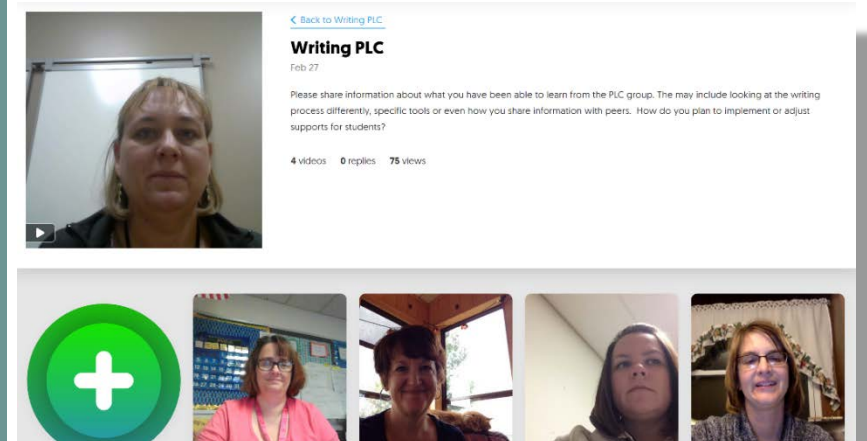 Back to Writing PLC
Writing PLC
Feb 27
Please share information about what you have been able to learn from the PLC group. The may include looking at the writing
process differently, specific tools or even how you share information with peers. How do you plan to implement or adjust
supports for students?
4 videos 0 replies 75 views